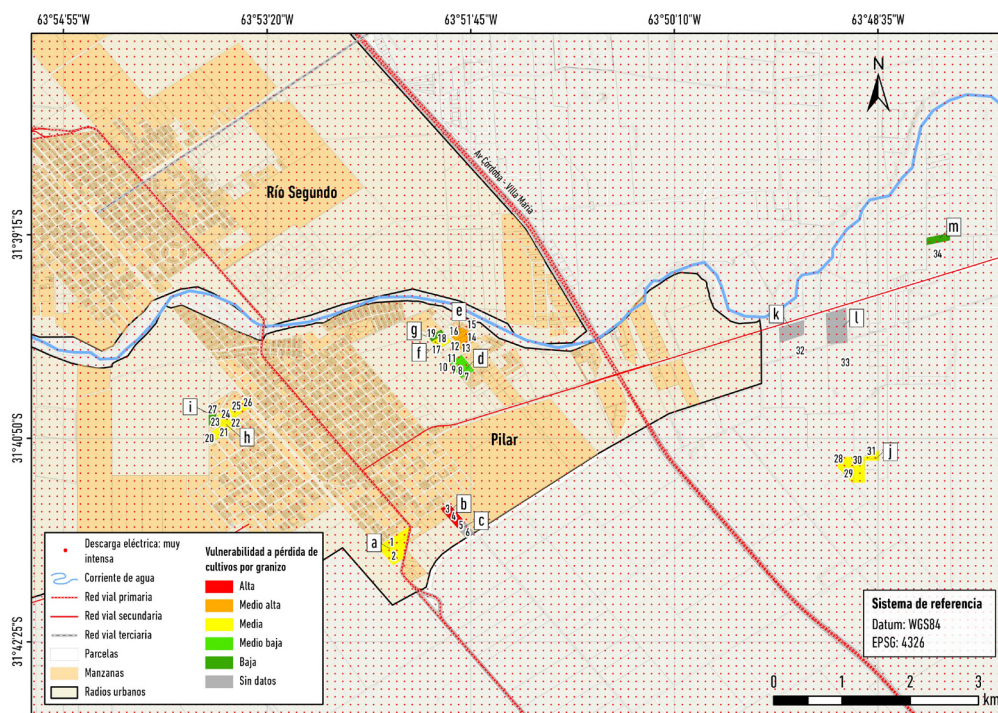 63°54'55"W 63°53'20"W 63°51'45"W 63°50'10"W 63°48'35"W
N
Av Córdoba - Villa María
Río Segundo
31°39'15"S
m
34
e
k
l
15
g
19
16
18
14
f
17
12
13
32
11
d
33
10
9
8
7
i
27
25
26
24
23
22
h
21
20
31°40'50"S
Pilar
31
j
28
30
29
3
b
4
5
c
6
a
1
2
Descarga eléctrica: muy
intensa
Corriente de agua
Red vial primaria
Red vial secundaria
Red vial terciaria
Parcelas
Manzanas
Radios urbanos
Vulnerabilidad a pérdida de
cultivos por granizo
Alta
Medio alta
Media
Medio baja
Baja
Sin datos
31°42'25"S
Sistema de referencia
Datum: WGS84
EPSG: 4326
0 1 2 3
km